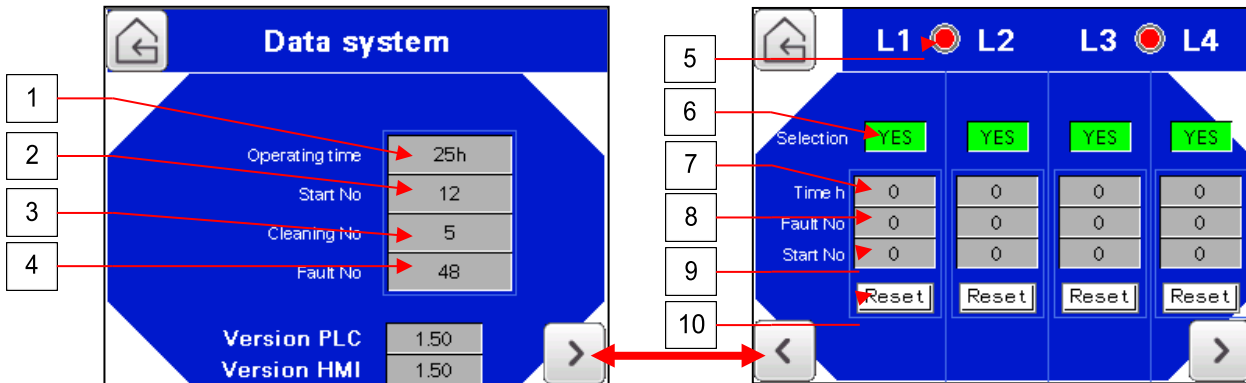 Data system
1
2
3
4
Operating time 25h
Start No 12
Cleaning No 5
Fault No 48
Version PLC 1.50
Version HMI 1.50
>
L1 L2 L3 L4
5
6
7
8
9
10
Selection YES YES YES YES
Time h 0 0 0 0
Fault No 0 0 0 0
Start No 0 0 0 0
Reset Reset Reset Reset
< >